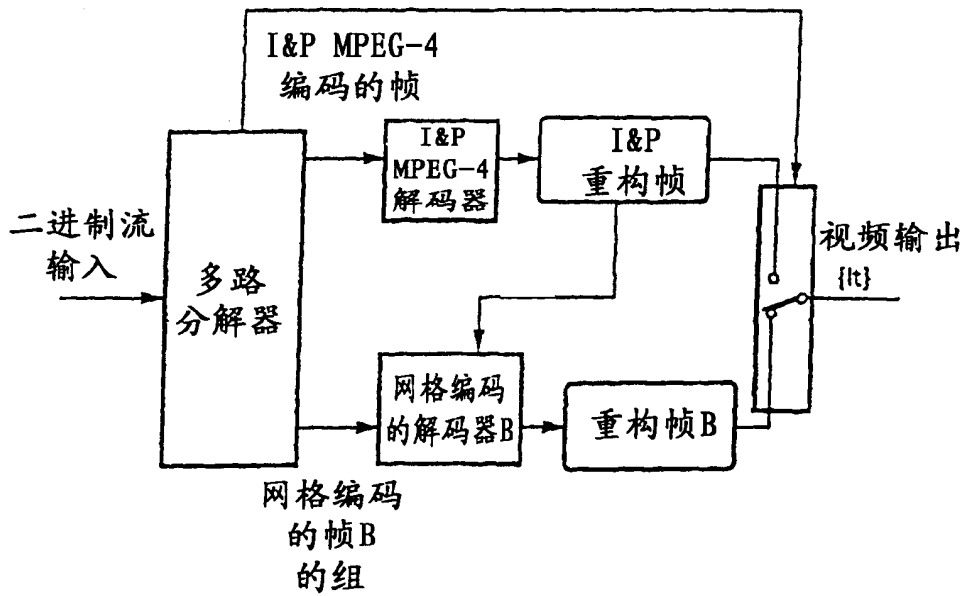 I&P MPEG-4
编码的帧
I&P
MPEG-4
解码器
I&P
重构帧
二进制流
输入
多路
分解器
视频输出
{It}
网格编码
的解码器B
重构帧B
网格编码
的帧B
的组